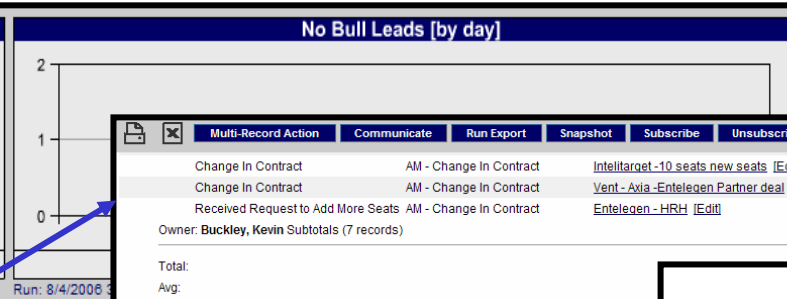 No Bull Leads [by day]
2
1
0
Multi-Record Action Communicate Run Export Snapshot Subscribe
Change In Contract AM - Change In Contract Intelitarget -10 seats new seats
Change In Contract AM - Change In Contract Vent - Axia -Entelegen Partner deal
Received Request to Add More Seats AM - Change In Contract Entelegen - HRH [Edit]
Owner: Buckley, Kevin Subtotals (7 records)
Total:
Avg:
Run: 8/4/2006